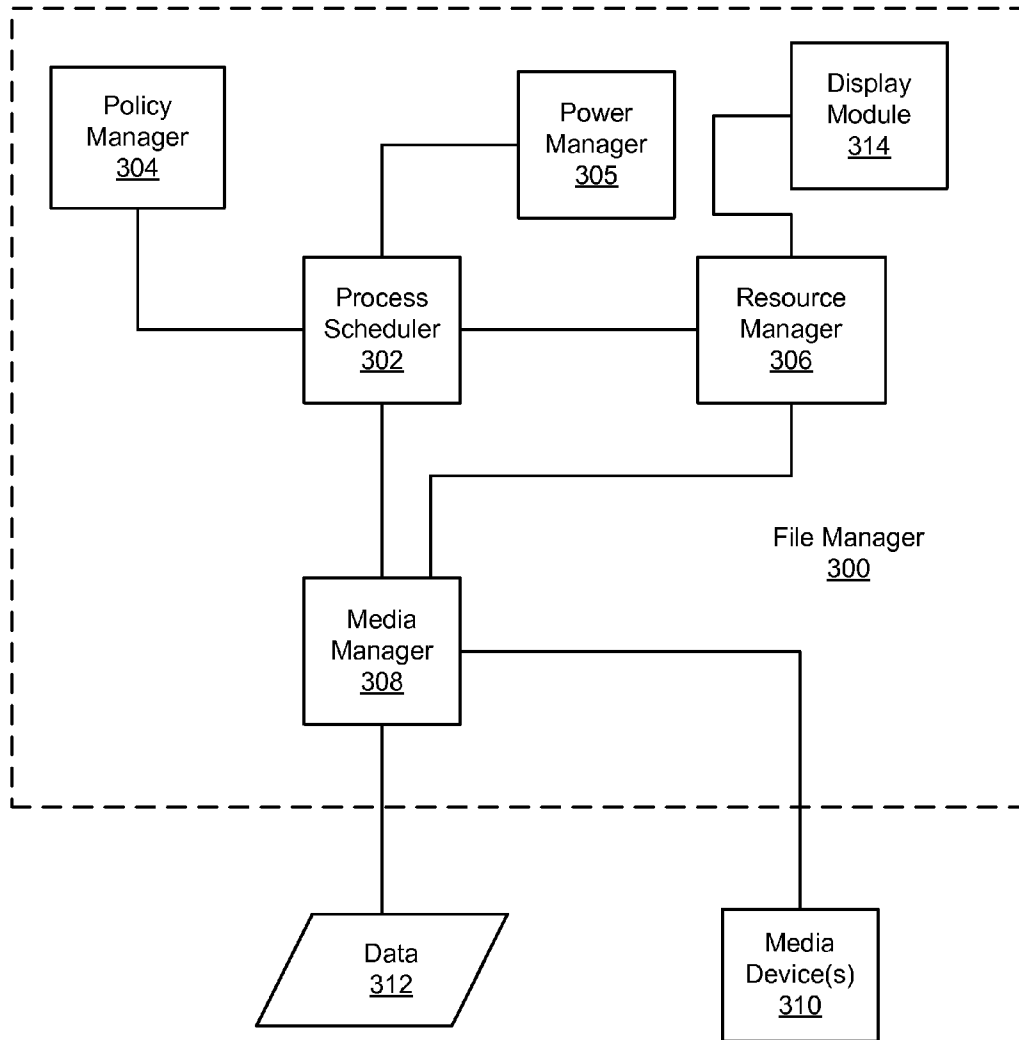 Policy
Manager
304
Power
Manager
305
Display
Module
314
Process
Scheduler
302
Resource
Manager
306
File Manager
300
Media
Manager
308
Data
312
Media
Device(s)
310